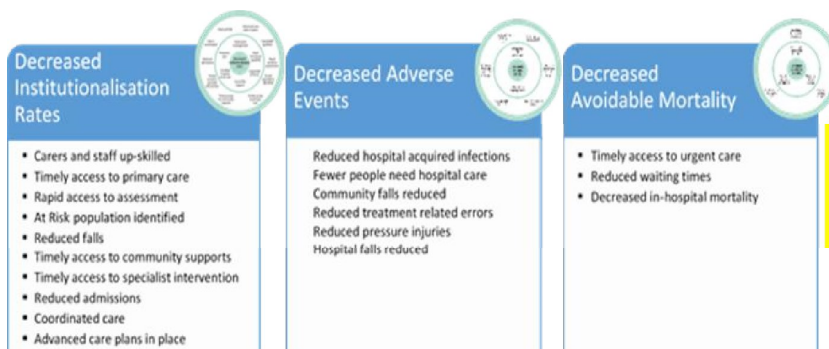 Decreased
Institutionalisation
Rates
▪ Carers and staff up-skilled
▪ Timely access to primary care
▪ Rapid access to assessment
▪ At Risk population identified
▪ Reduced falls
▪ Timely access to community supports
▪ Timely access to specialist intervention
▪ Reduced admissions
▪ Coordinated care
▪ Advanced care plans in place
Decreased Adverse
Events
Reduced hospital acquired infections
Fewer people need hospital care
Community falls reduced
Reduced treatment related errors
Reduced pressure injuries
Hospital falls reduced
Decreased
Avoidable Mortality
▪ Timely access to urgent care
▪ Reduced waiting times
▪ Decreased in-hospital mortality